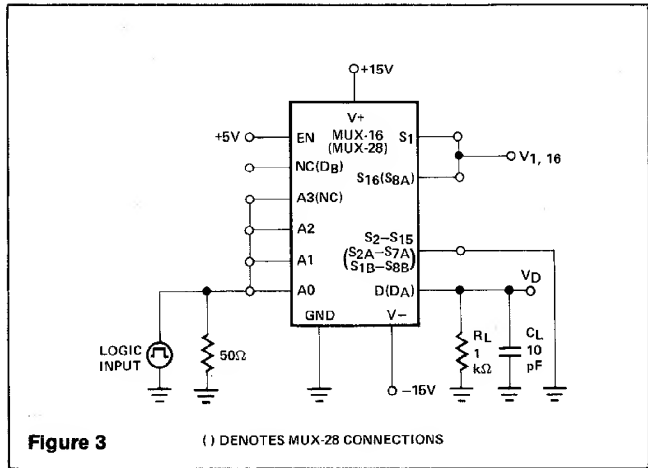 +15V
V+
+5V
EN
MUX-16
(MUX-28)
S1
NC(DB)
V1, 16
S16(S8A)
A3(NC)
A2
S2–S15
(S2A–S7A)
(S1B–S8B)
A1
VD
A0
D(DA)
GND
V−
LOGIC
INPUT
50Ω
RL
1
kΩ
CL
10
pF
−15V
Figure 3
( ) DENOTES MUX-28 CONNECTIONS